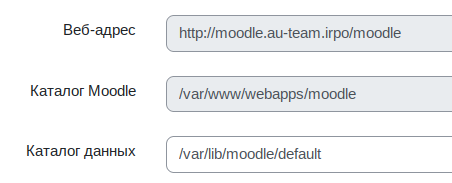 Веб-адрес http://moodle.au-team.irpo/moodle
Каталог Moodle /var/www/webapps/moodle
Каталог данных /var/lib/moodle/default